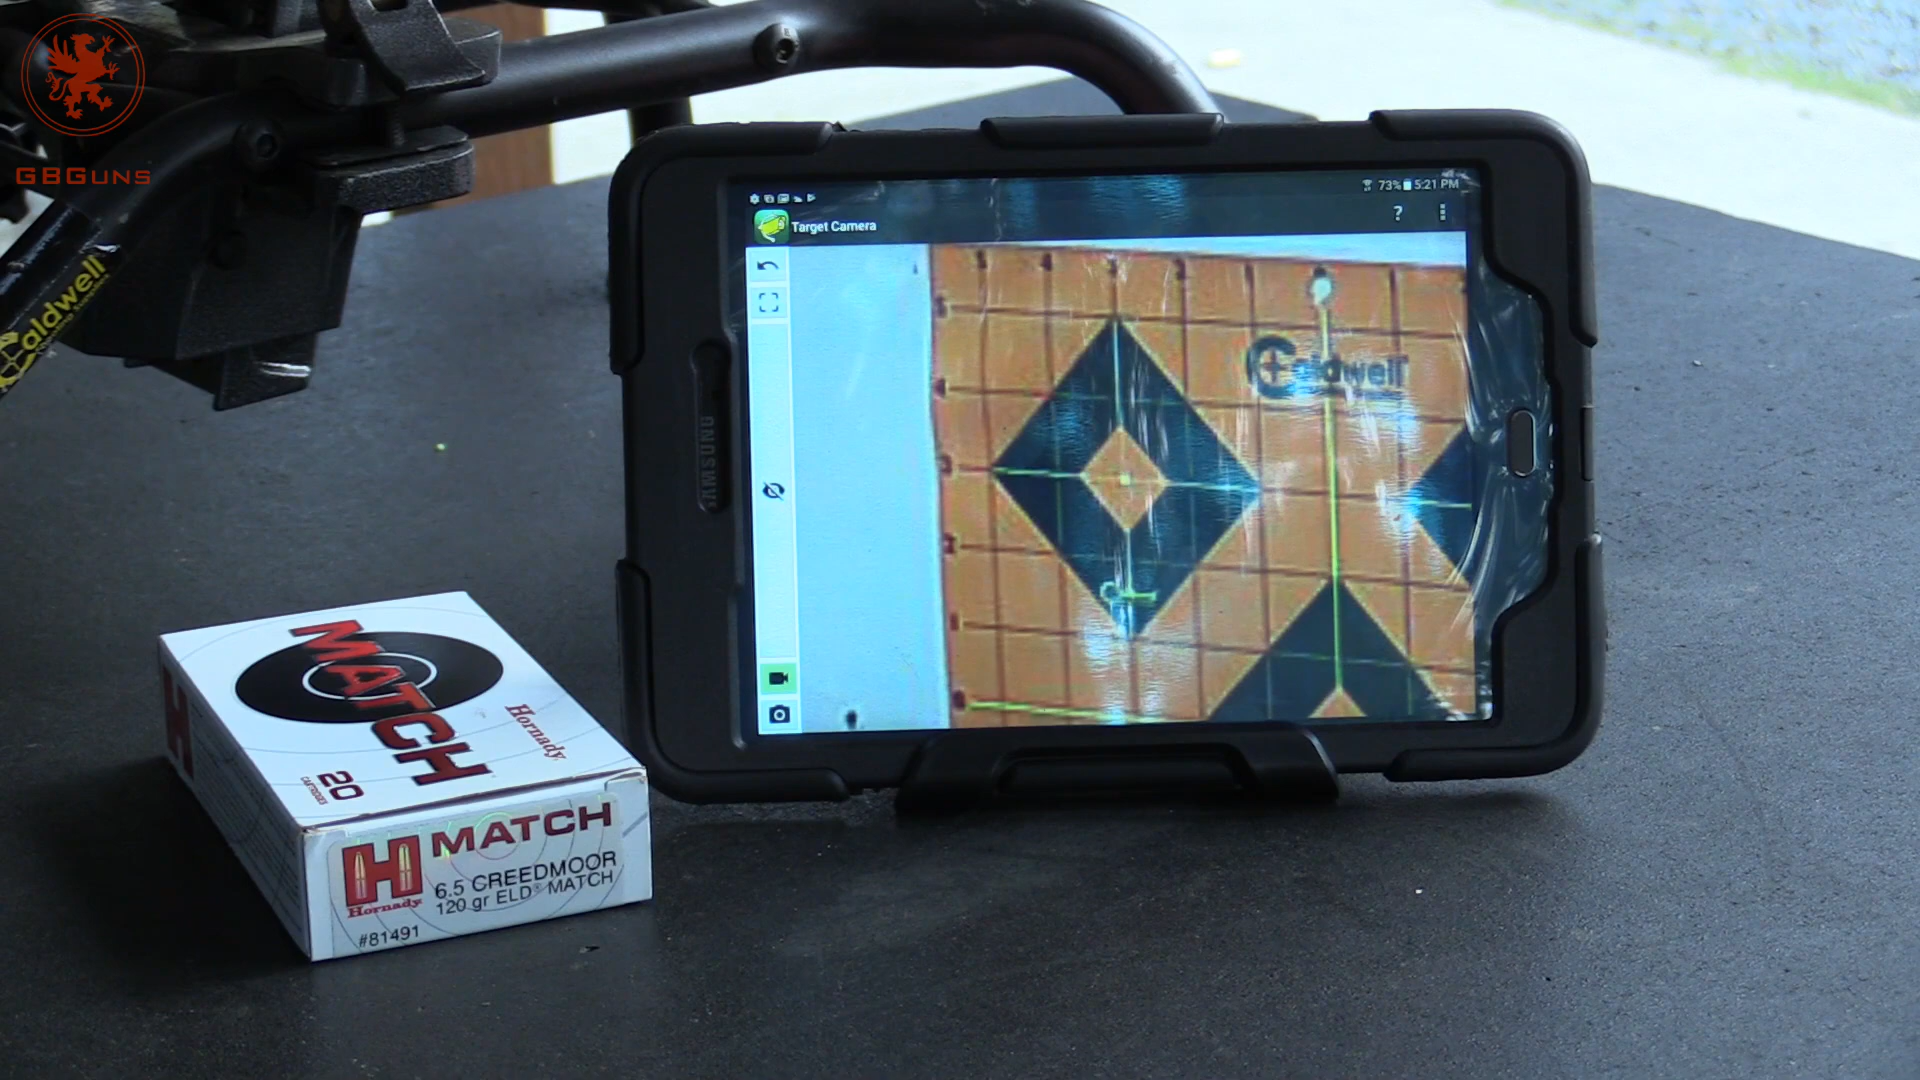 GBGUNS
Caldwell
SAMSUNG
73% 5:21 PM
Target Camera
?
Caldwell
MATCH
Hornady
20
CARTRIDGES
H
H MATCH
Hornady
6.5 CREEDMOOR
120 gr ELD® MATCH
#81491